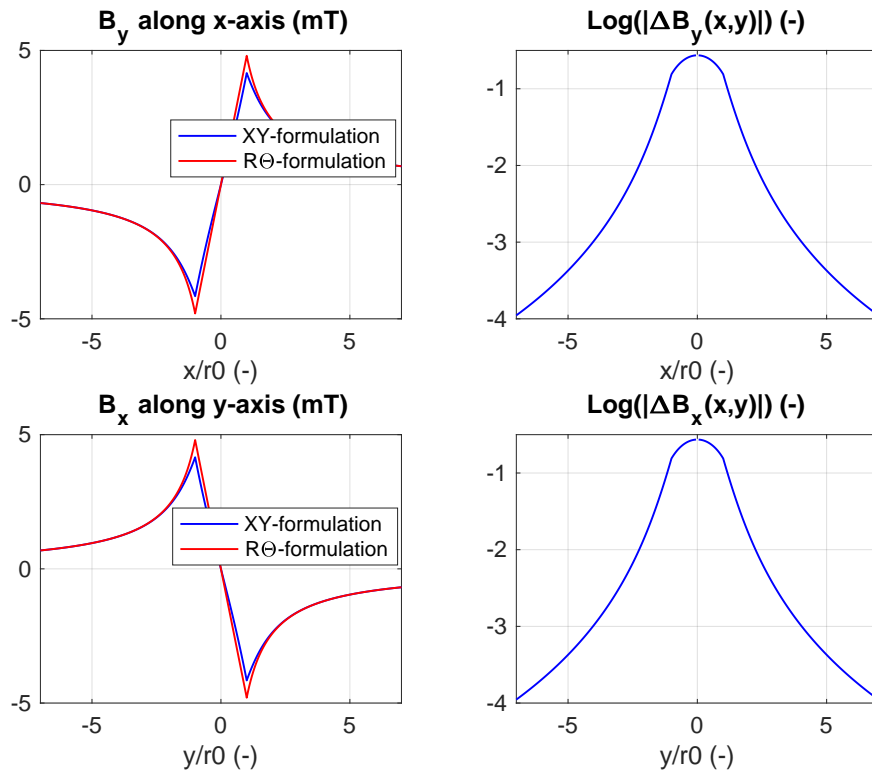 B_y along x-axis (mT)
5
0
-5
-5
0
5
x/r0 (-)
XY-formulation
RΘ-formulation
Log(|ΔB_y(x,y)|) (-)
-1
-2
-3
-4
-5
0
5
x/r0 (-)
B_x along y-axis (mT)
5
0
-5
-5
0
5
y/r0 (-)
XY-formulation
RΘ-formulation
Log(|ΔB_x(x,y)|) (-)
-1
-2
-3
-4
-5
0
5
y/r0 (-)